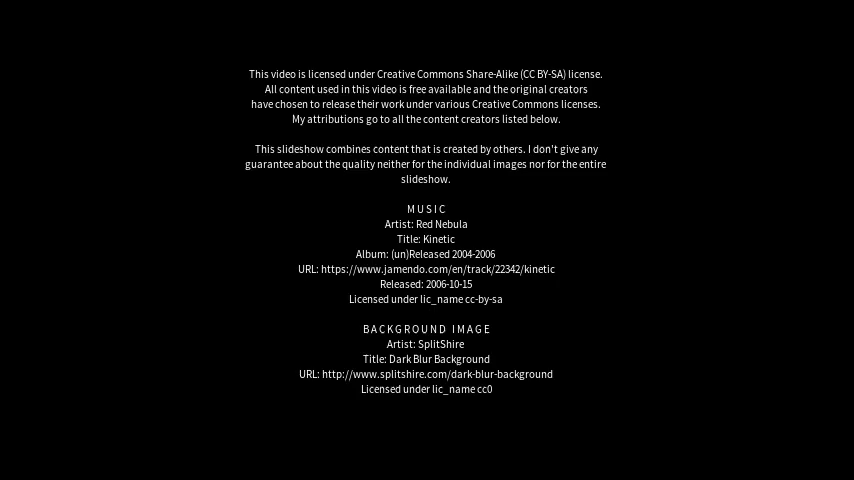 This video is licensed under Creative Commons Share-Alike (CC BY-SA) license.
All content used in this video is free available and the original creators
have chosen to release their work under various Creative Commons licenses.
My attributions go to all the content creators listed below.
This slideshow combines content that is created by others. I don't give any
guarantee about the quality neither for the individual images nor for the entire
slideshow.
MUSIC
Artist: Red Nebula
Title: Kinetic
Album: (un)Released 2004-2006
URL: https://www.jamendo.com/en/track/22342/kinetic
Released: 2006-10-15
Licensed under lic_name cc-by-sa
BACKGROUND IMAGE
Artist: SplitShire
Title: Dark Blur Background
URL: http://www.splitshire.com/dark-blur-background
Licensed under lic_name cc0